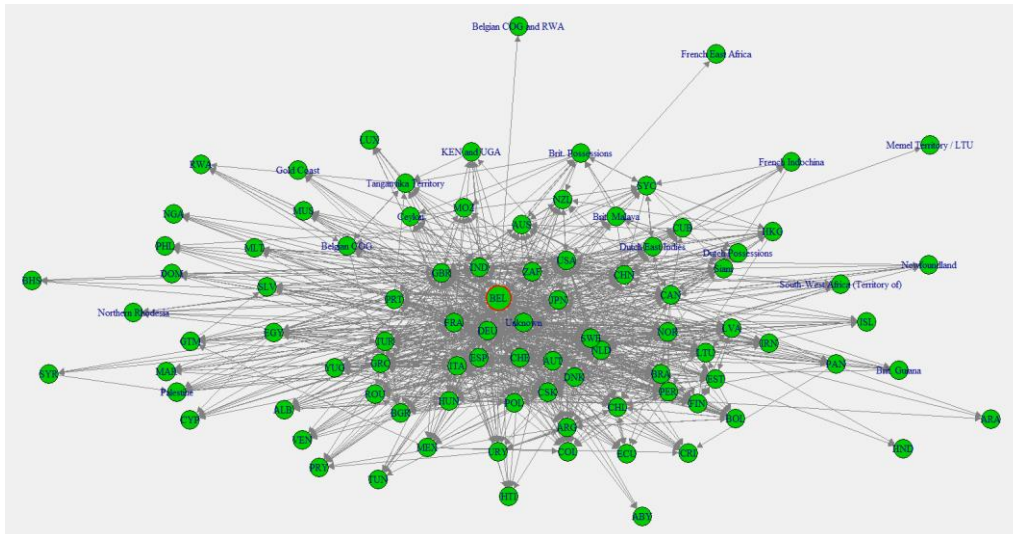 Belgian COG and RWA
French East Africa
LUX
KEN and UGA
Brit. Possessions
Memel Territory / LTU
RWA
Gold Coast
French Indochina
Tanganyika Territory
SYC
NZL
MOZ
MUS
NGA
Ceylon
AUS
Brit. Malaya
CUB
HKG
PHL
MLT
Belgian COG
Dutch East Indies
Dutch Possessions
USA
BHS
DOM
GBR
IND
ZAF
CHN
Siam
Newfoundland
SLV
PRT
BEL
JPN
CAN
South-West Africa (Territory of)
Northern Rhodesia
FRA
DEU
Unknown
NOR
LVA
ISL
GTM
EGY
TUR
SWE
NLD
IRN
SYR
MAR
YUG
GRC
ITA
ESP
CHE
AUT
DNK
LTU
BRA
EST
PAN
Brit. Guiana
Palestine
ROU
HUN
POL
CSK
PER
FIN
CYP
ALB
BGR
CHL
BOL
ARA
VEN
MEX
URY
ARG
COL
ECU
CRI
HND
PRY
TUN
HTI
ABY